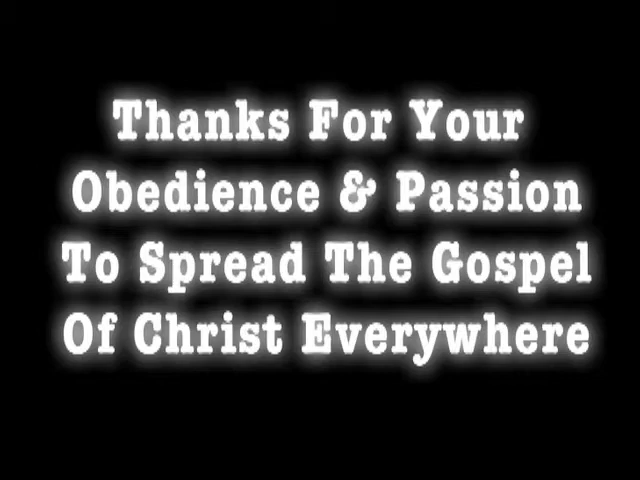 Thanks For Your
Obedience & Passion
To Spread The Gospel
Of Christ Everywhere